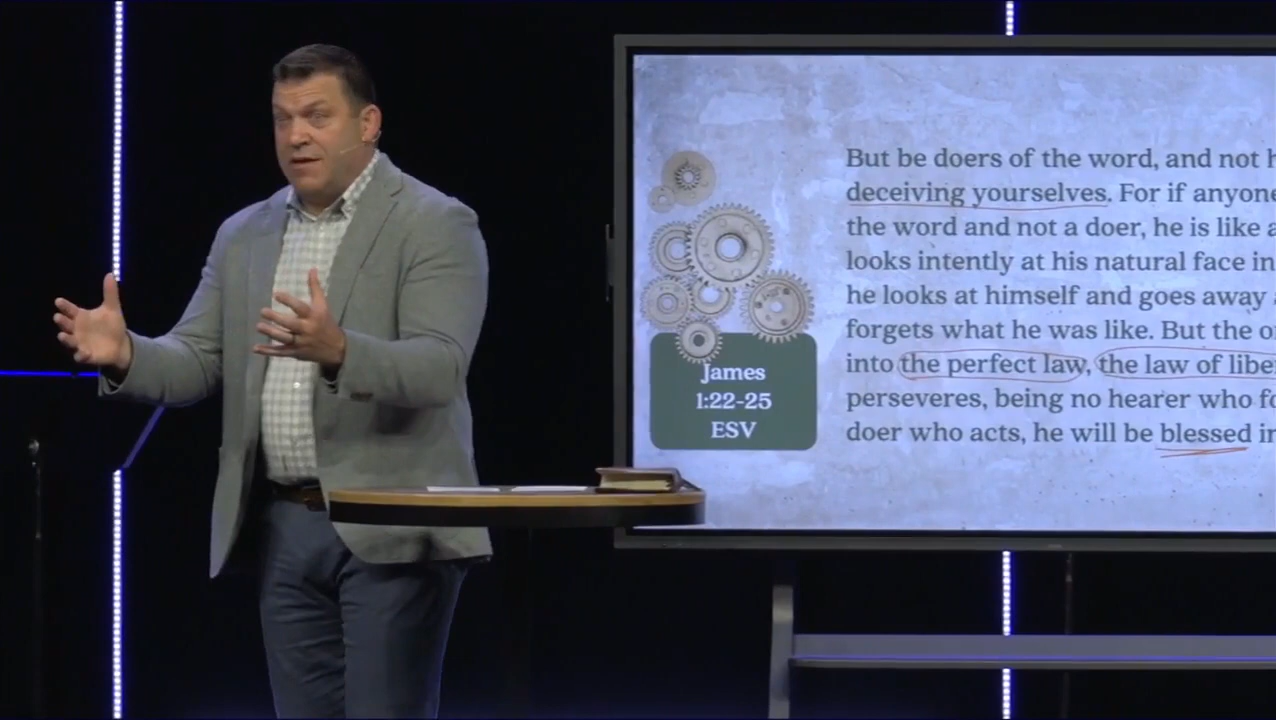 But be doers of the word, and not
deceiving yourselves. For if anyone
the word and not a doer, he is like
looks intently at his natural face in
he looks at himself and goes away
forgets what he was like. But the
into the perfect law, the law of
perseveres, being no hearer who
doer who acts, he will be blessed
James
1:22-25
ESV